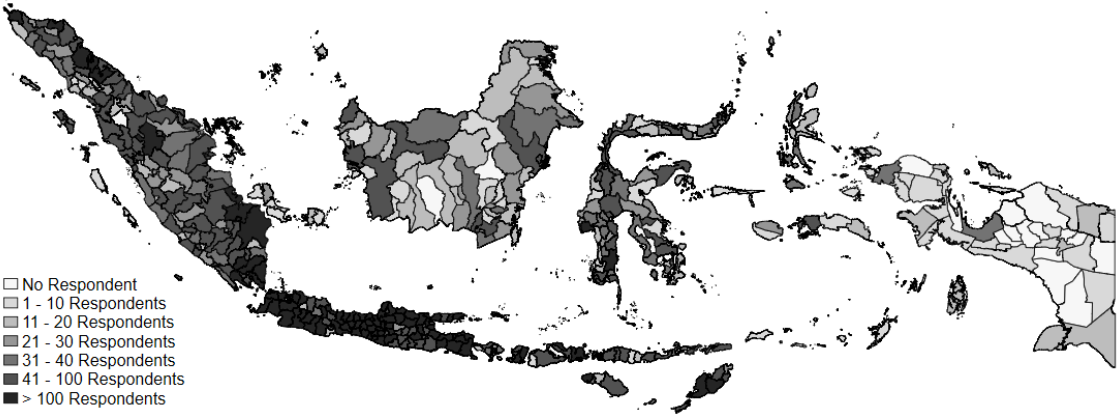 No Respondent
1 - 10 Respondents
11 - 20 Respondents
21 - 30 Respondents
31 - 40 Respondents
41 - 100 Respondents
> 100 Respondents